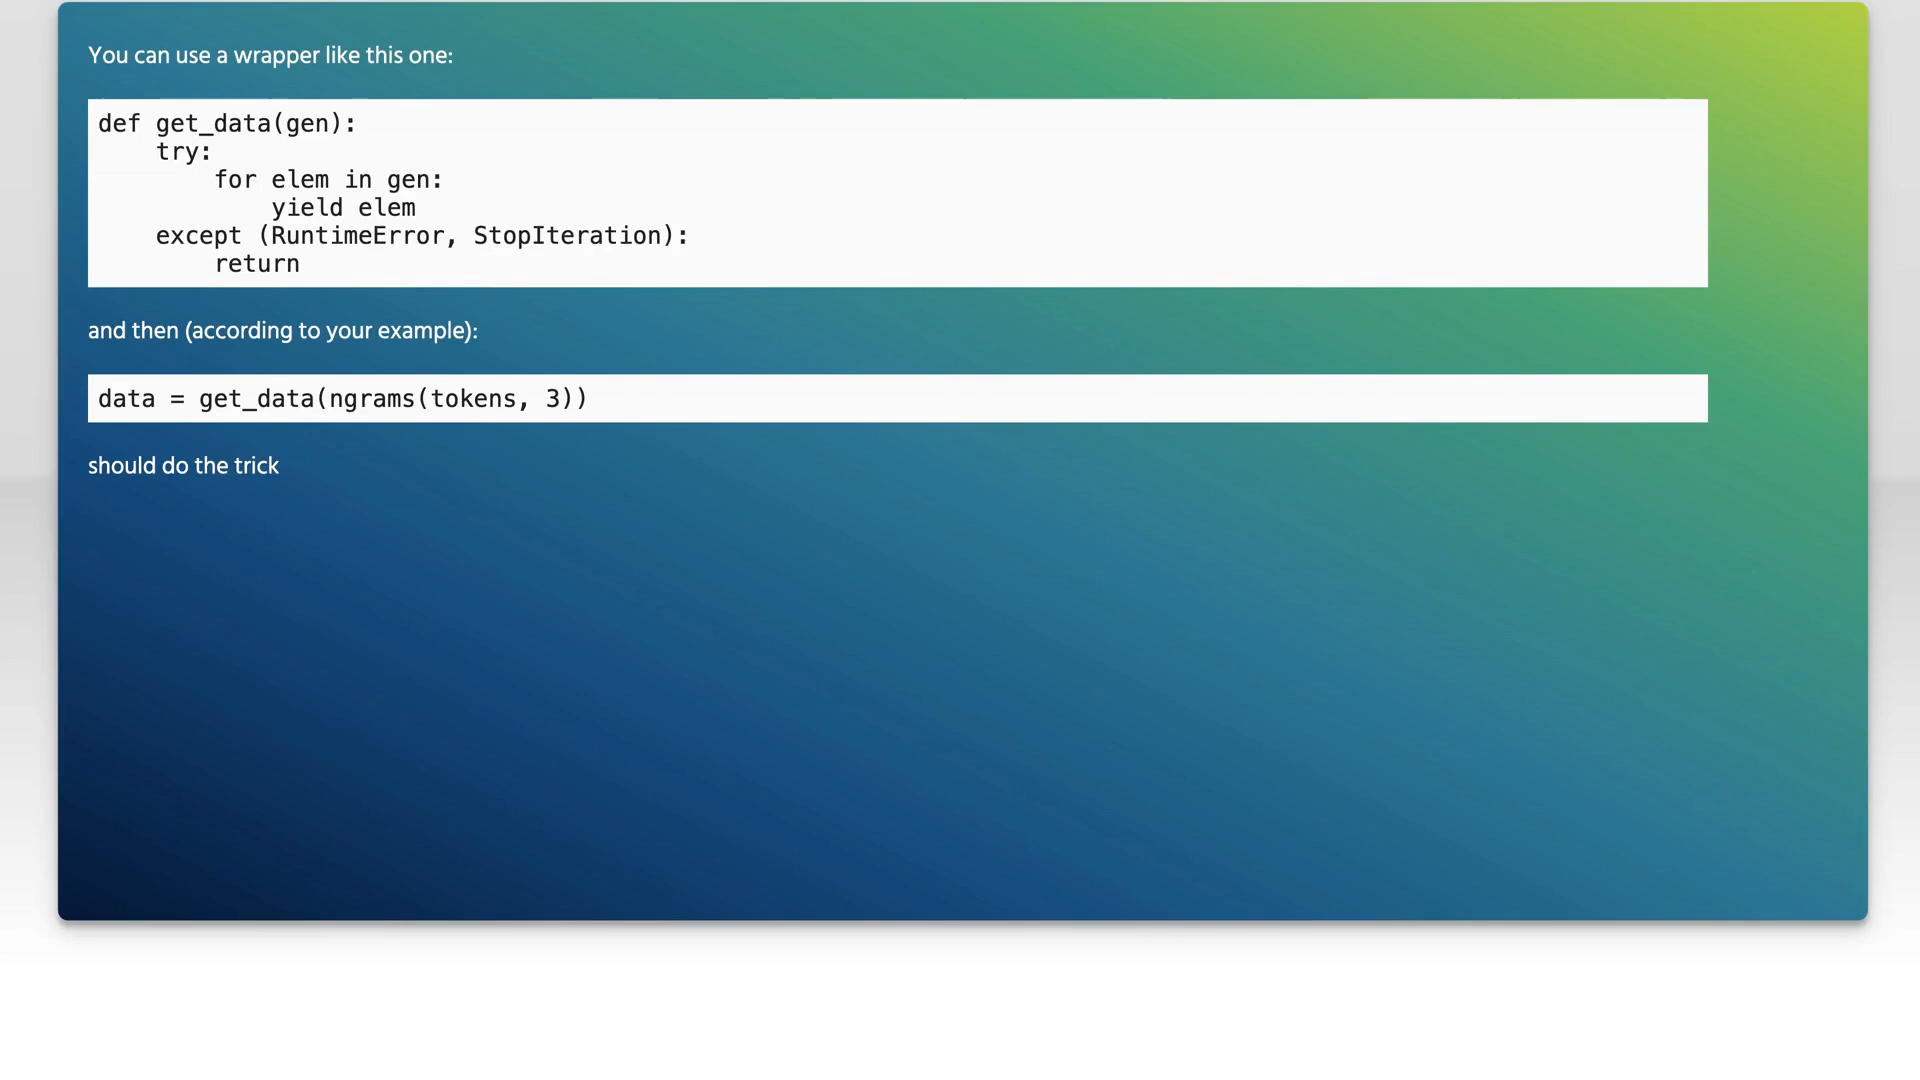 You can use a wrapper like this one:
def get_data(gen):
    try:
        for elem in gen:
            yield elem
    except (RuntimeError, StopIteration):
        return
and then (according to your example):
data = get_data(ngrams(tokens, 3))
should do the trick